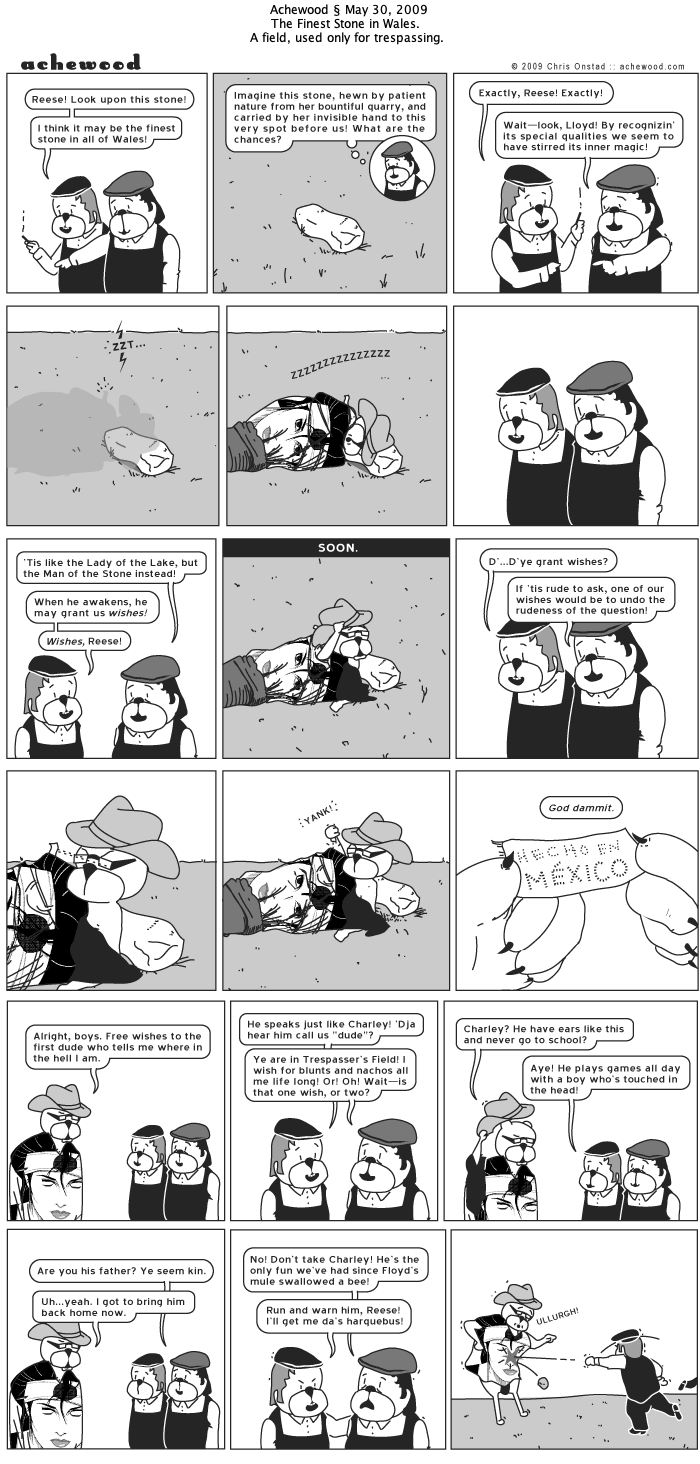 Achewood § May 30, 2009
The Finest Stone in Wales.
A field, used only for trespassing.
achewood
© 2009 Chris Onstad :: achewood.com
Reese! Look upon this stone!
I think it may be the finest
stone in all of Wales!
Imagine this stone, hewn by patient
nature from her bountiful quarry, and
carried by her invisible hand to this
very spot before us! What are the
chances?
Exactly, Reese! Exactly!
Wait—look, Lloyd! By recognizin'
its special qualities we seem to
have stirred its inner magic!
ZZT...
ZZZZZZZZZZZZZZZ
'Tis like the Lady of the Lake, but
the Man of the Stone instead!
When he awakens, he
may grant us wishes!
Wishes, Reese!
SOON.
D'...D'ye grant wishes?
If 'tis rude to ask, one of our
wishes would be to undo the
rudeness of the question!
YANK!
God dammit.
HECHO EN
MÉXICO
Alright, boys. Free wishes to the
first dude who tells me where in
the hell I am.
He speaks just like Charley! 'Dja
hear him call us "dude"?
Ye are in Trespasser's Field! I
wish for blunts and nachos all
me life long! Or! Oh! Wait—is
that one wish, or two?
Charley? He have ears like this
and never go to school?
Aye! He plays games all day
with a boy who's touched in
the head!
Are you his father? Ye seem kin.
Uh...yeah. I got to bring him
back home now.
No! Don't take Charley! He's the
only fun we've had since Floyd's
mule swallowed a bee!
Run and warn him, Reese!
I'll get me da's harquebus!
ULLURGH!